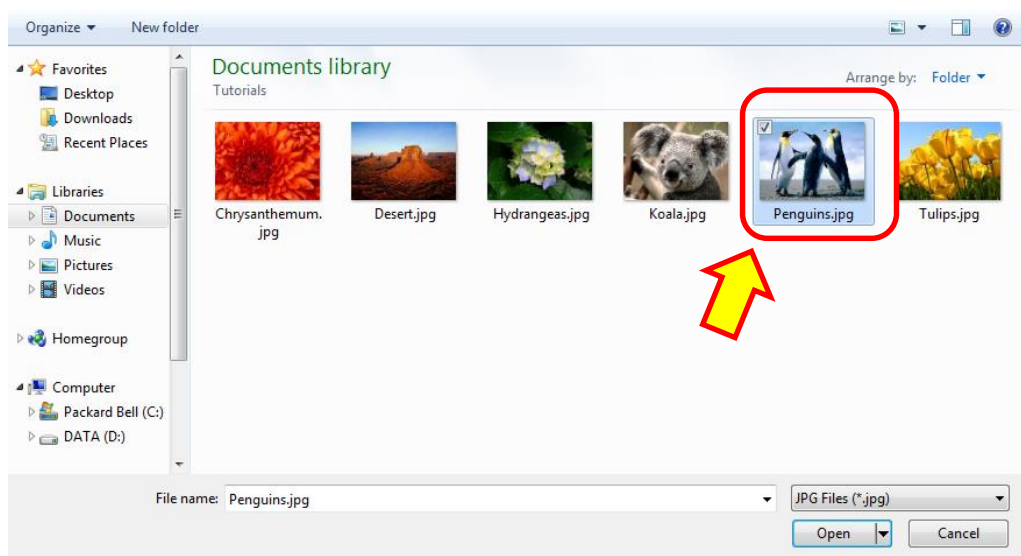 Organize New folder
Favorites
Desktop
Downloads
Recent Places
Libraries
Documents
Music
Pictures
Videos
Homegroup
Computer
Packard Bell (C:)
DATA (D:)
Documents library
Tutorials
Arrange by: Folder
Chrysanthemum.
jpg
Desert.jpg
Hydrangeas.jpg
Koala.jpg
Penguins.jpg
Tulips.jpg
File name: Penguins.jpg
JPG Files (*.jpg)
Open Cancel